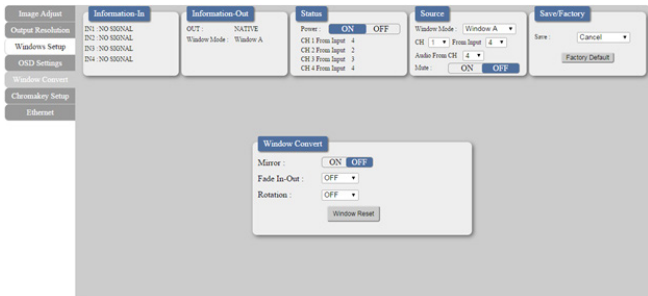 Image Adjust
Output Resolution
Windows Setup
OSD Settings
Window Convert
Chromakey Setup
Ethernet
Information-In
IN1 : NO SIGNAL
IN2 : NO SIGNAL
IN3 : NO SIGNAL
IN4 : NO SIGNAL
Information-Out
OUT : NATIVE
Window Mode : Window A
Status
Power : ON OFF
CH 1 From Input 4
CH 2 From Input 2
CH 3 From Input 3
CH 4 From Input 4
Source
Window Mode : Window A
CH 1 From Input 4
Audio From CH 4
Mute : ON OFF
Save/Factory
Save : Cancel
Factory Default
Window Convert
Mirror : ON OFF
Fade In-Out : OFF
Rotation : OFF
Window Reset